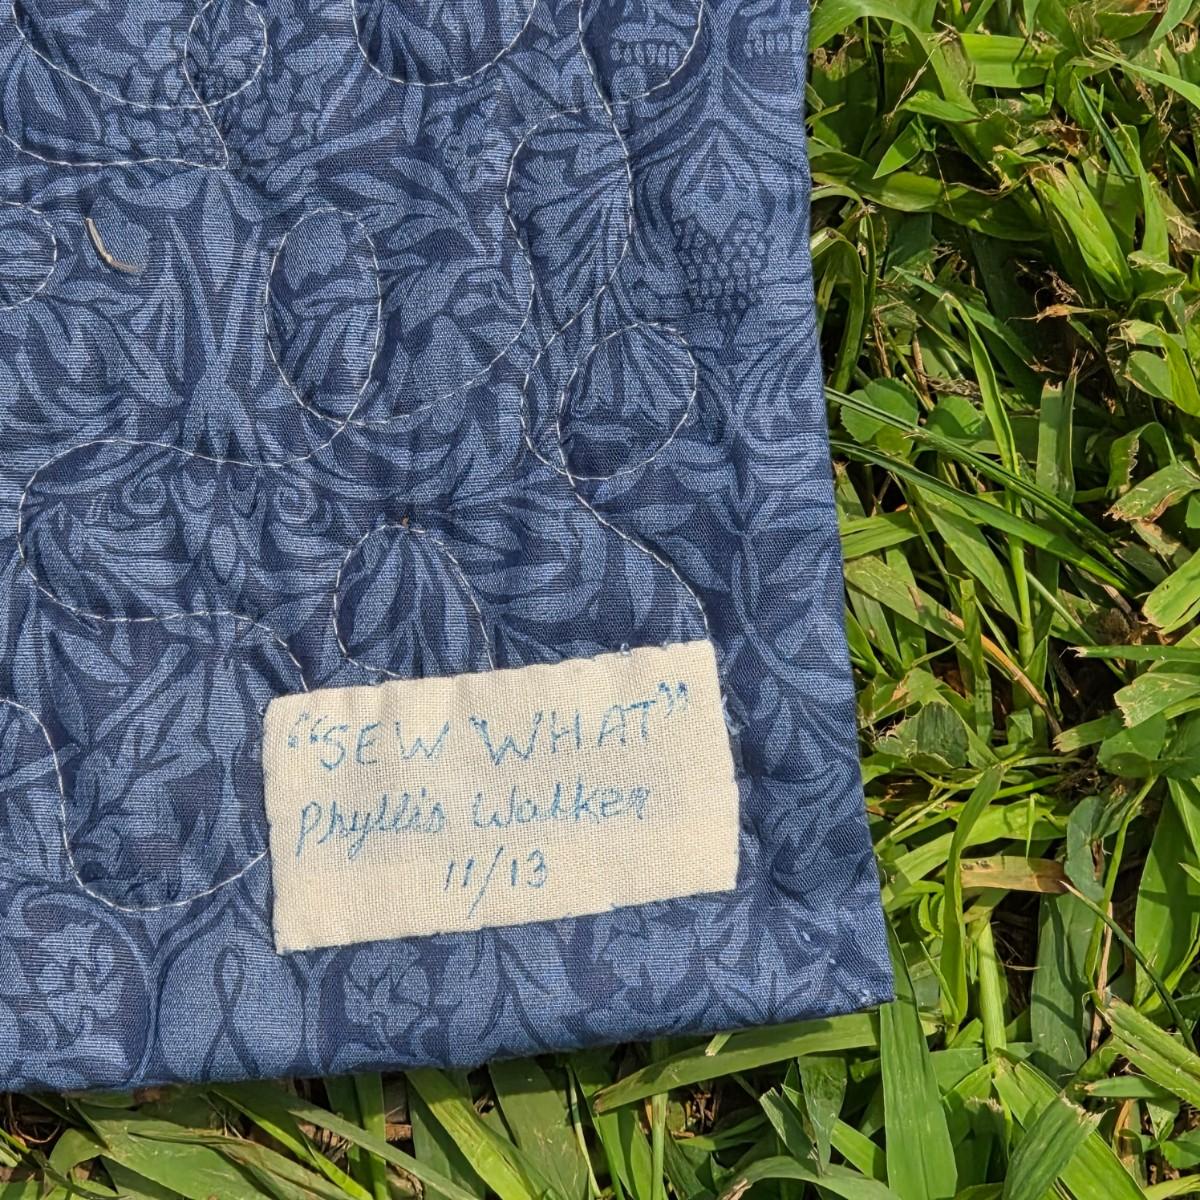 "SEW WHAT"
Phyllis Walker
11/13